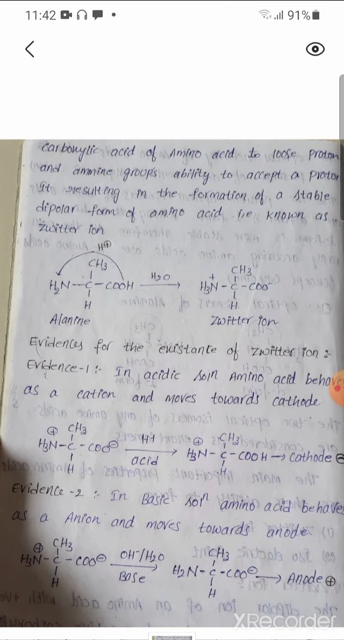 11:42
91%
carboxylic acid of Amino acid to loose proton
and ammine groups ability to accept a proton
It resulting in the formation of a stable
dipolar form of amino acid be known as
zwitter ion
H⊕
CH3 CH3
H2N-C-COOH H2O → H3N+-C-COO-
H H
Alanine Zwitter ion
Evidences for the existance of zwitter ion :-
Evidence-1 :- In acidic soln Amino acid behaves
as a cation and moves towards cathode
CH3 CH3
H3N⊕-C-COO⊖ H+ → H3N⊕-C-COOH → Cathode ⊖
H acid H
Evidence-2 :- In Basic soln amino acid behaves
as a Anion and moves towards anode.
CH3 CH3
H3N⊕-C-COO⊖ OH-/H2O → H2N-C-COO⊖ → Anode ⊕
H Base H
XRecorder